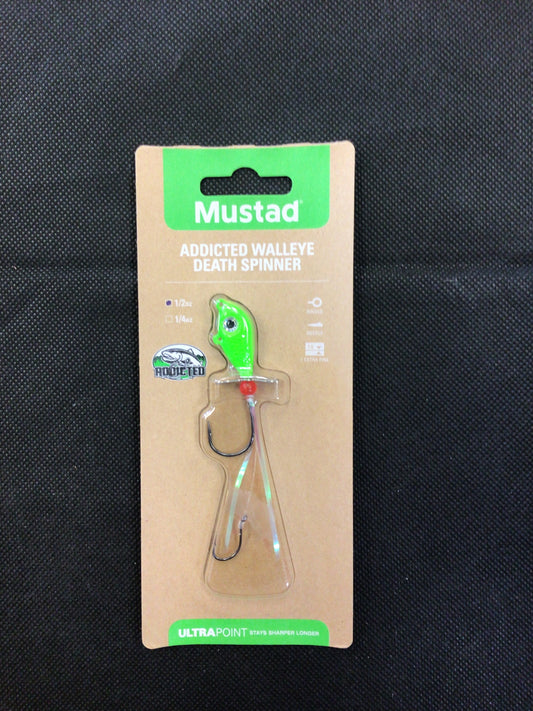 Mustad
ADDICTED WALLEYE
DEATH SPINNER
1/2oz
1/4oz
ADDICTED
ULTRAPOINT STAYS SHARPER LONGER